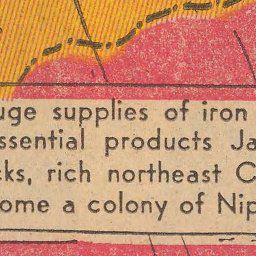 uge supplies of iron
ssential products Ja
cks, rich northeast C
ome a colony of Nip